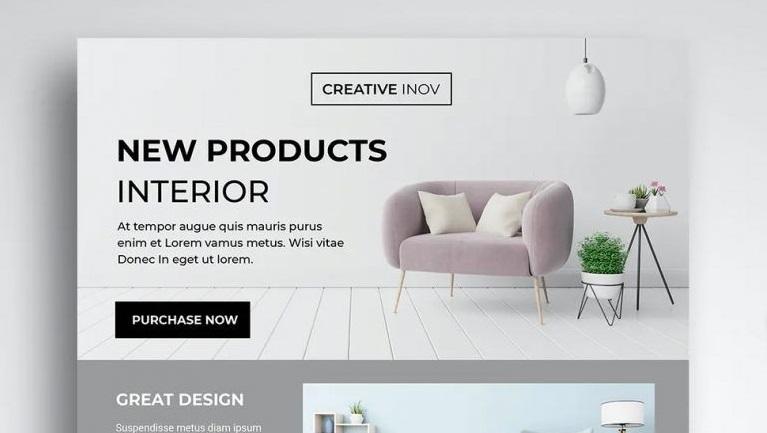 CREATIVE INOV
NEW PRODUCTS
INTERIOR
At tempor augue quis mauris purus
enim et Lorem vamus metus. Wisi vitae
Donec In eget ut lorem.
PURCHASE NOW
GREAT DESIGN
Suspendisse metus diam ipsum